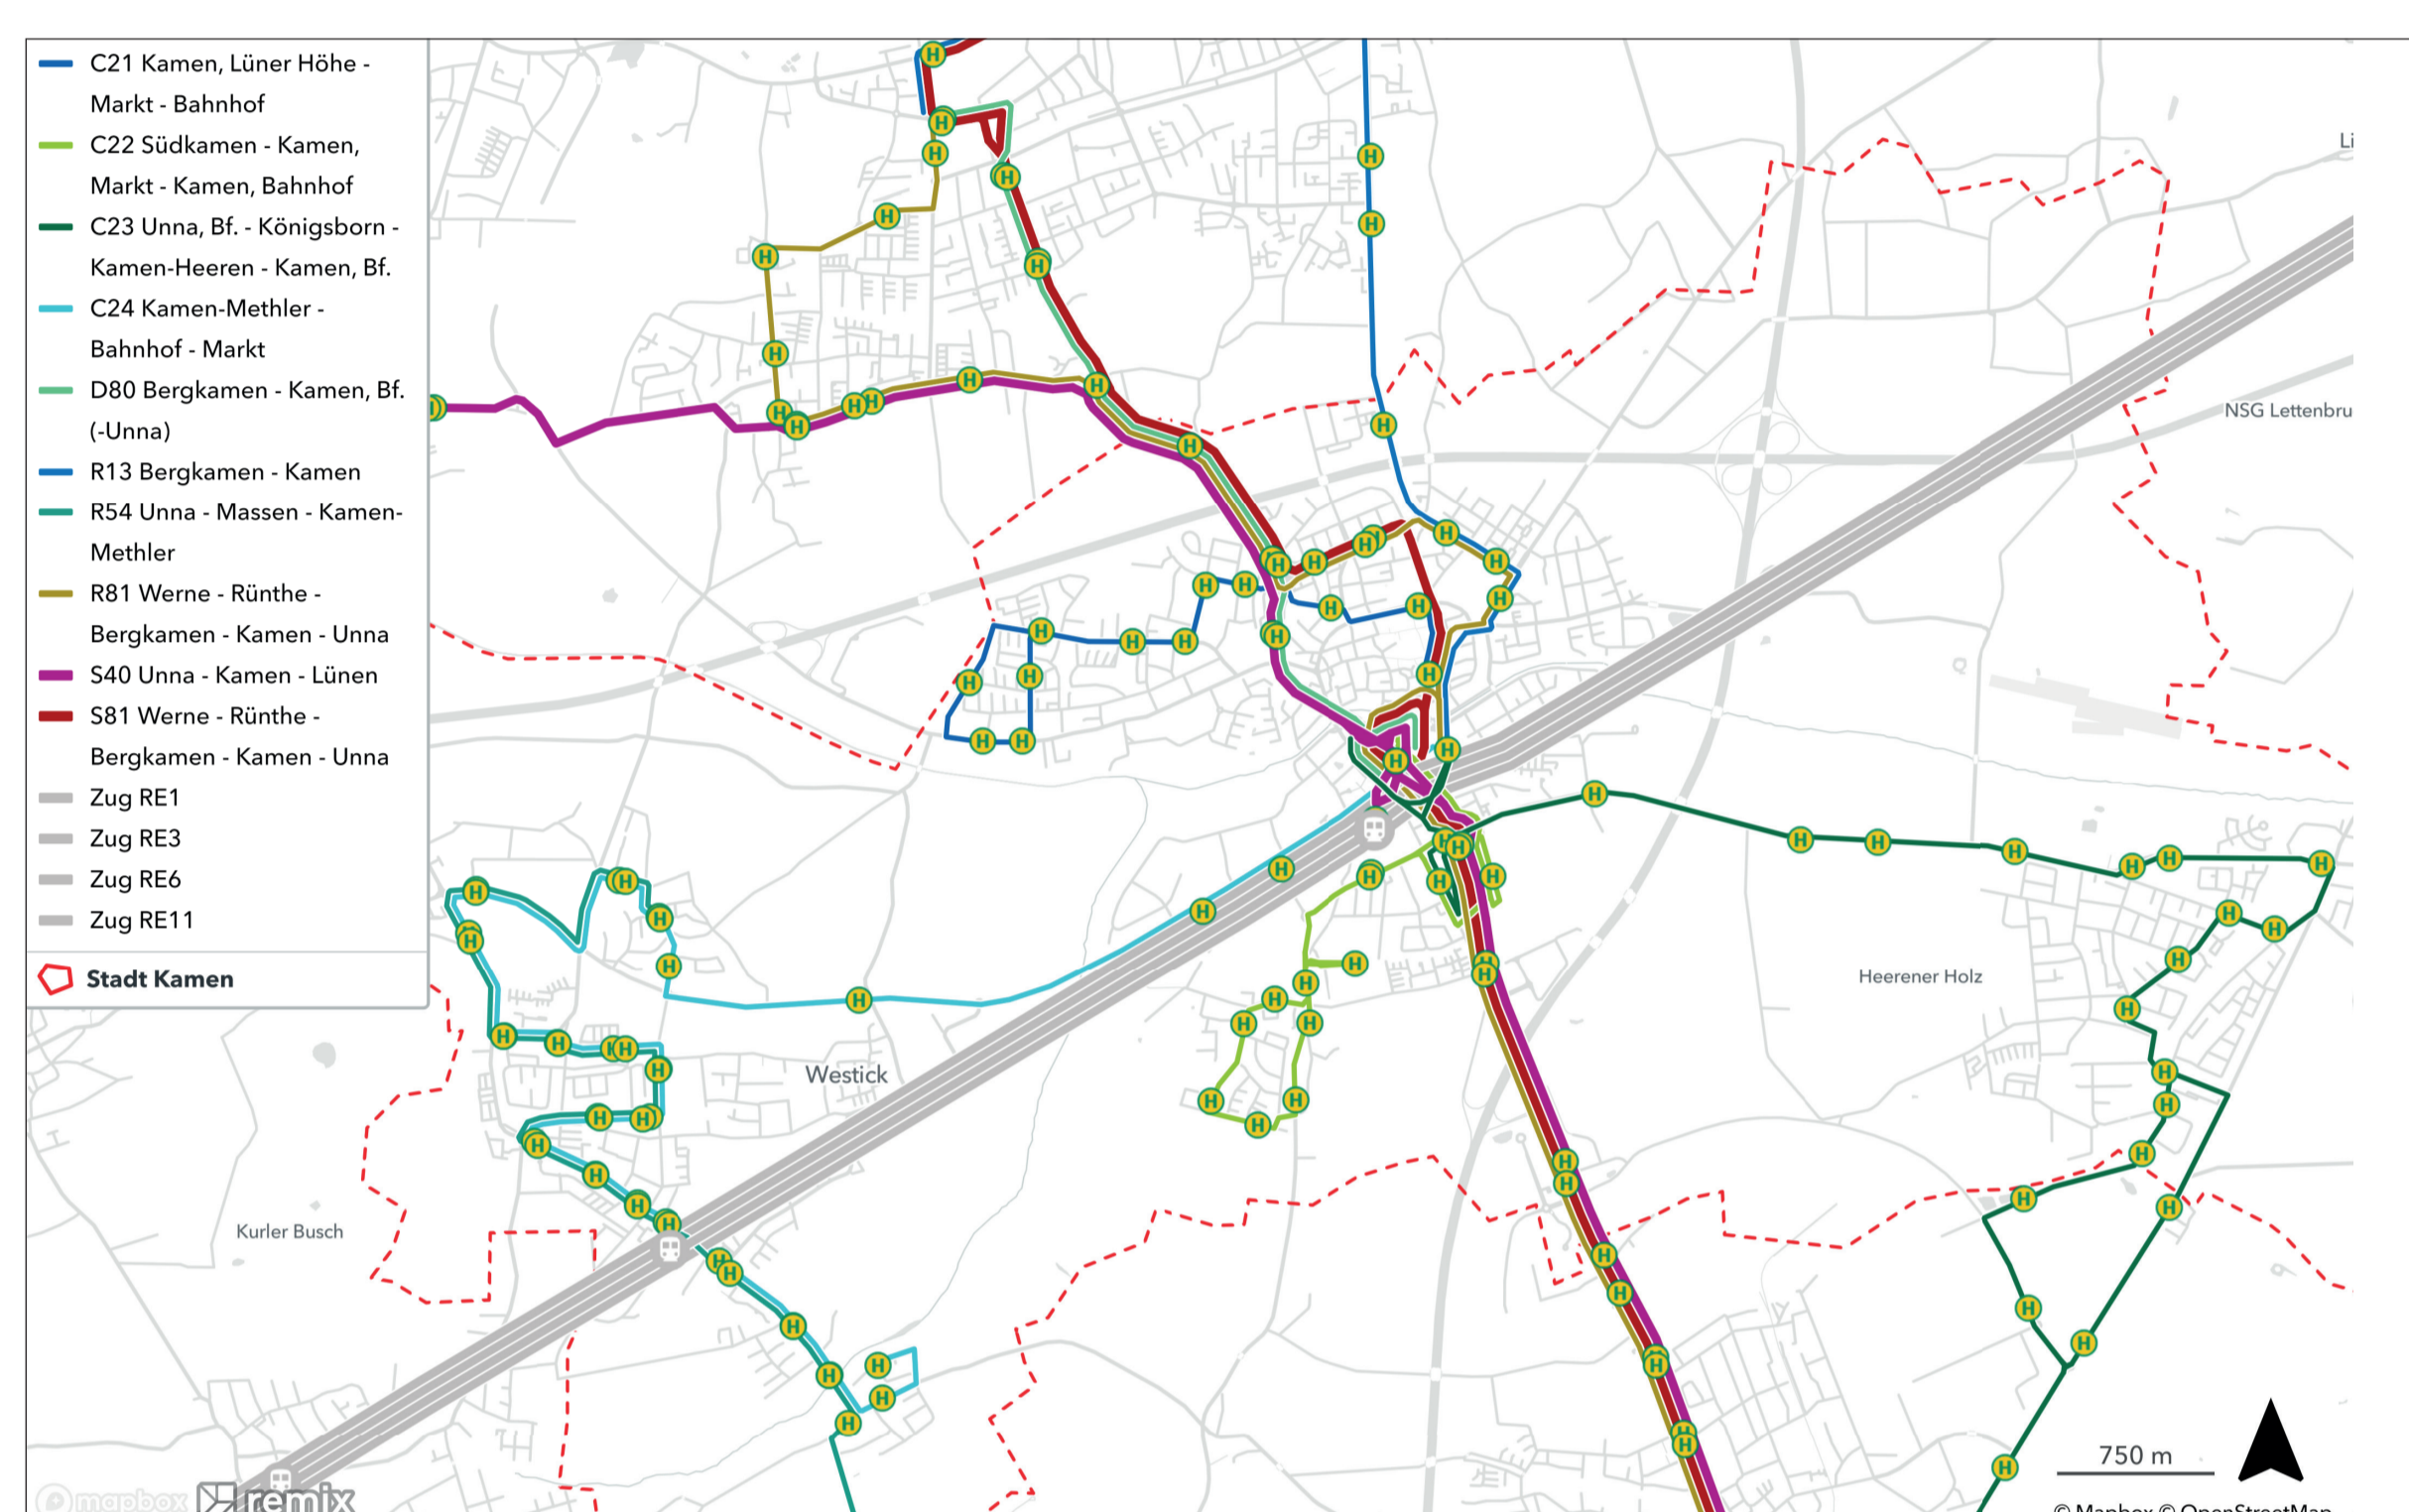 C21 Kamen, Lüner Höhe -
Markt - Bahnhof
C22 Südkamen - Kamen,
Markt - Kamen, Bahnhof
C23 Unna, Bf. - Königsborn -
Kamen-Heeren - Kamen, Bf.
C24 Kamen-Methler -
Bahnhof - Markt
D80 Bergkamen - Kamen, Bf.
(-Unna)
R13 Bergkamen - Kamen
R54 Unna - Massen - Kamen-
Methler
R81 Werne - Rünthe -
Bergkamen - Kamen - Unna
S40 Unna - Kamen - Lünen
S81 Werne - Rünthe -
Bergkamen - Kamen - Unna
Zug RE1
Zug RE3
Zug RE6
Zug RE11
Stadt Kamen
Li
NSG Lettenbru
Heerener Holz
Westick
Kurler Busch
750 m
mapbox
remix
© Mapbox © OpenStreetMap